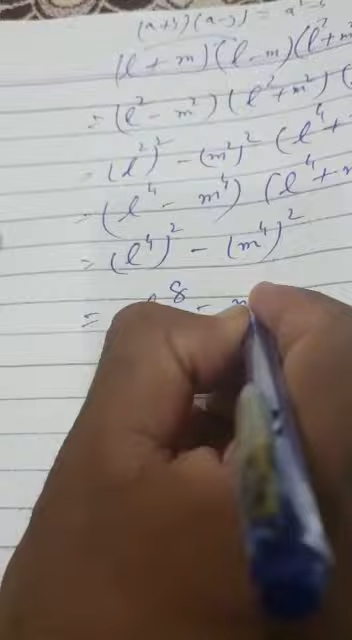 (a+b)(a-b) = a²-
(l+m)(l-m)(l²+m²
= (l²-m²)(l²+m²)(
= (l²)²-(m²)²(l⁴+
= (l⁴-m⁴)(l⁴+m
= (l⁴)²-(m⁴)²
= l⁸-m